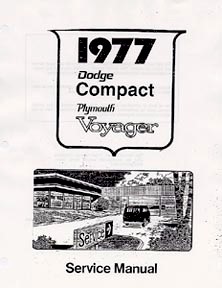 1977
Dodge
Compact
Plymouth
Voyager
Service
Service Manual